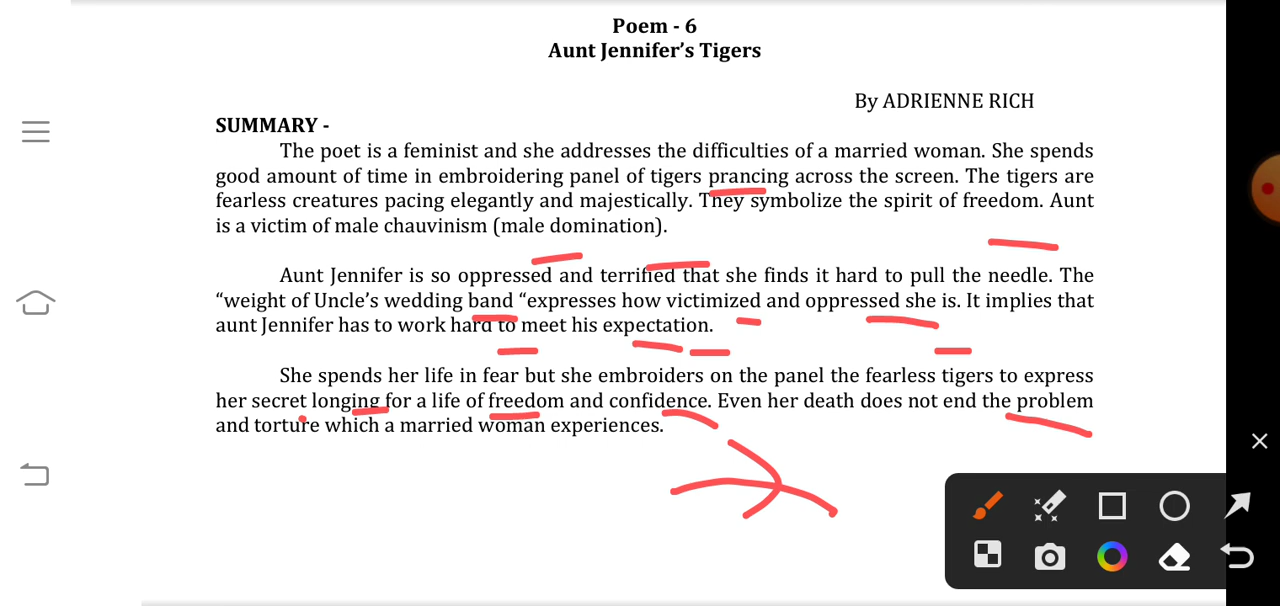 Poem - 6
Aunt Jennifer’s Tigers
By ADRIENNE RICH
SUMMARY -
The poet is a feminist and she addresses the difficulties of a married woman. She spends
good amount of time in embroidering panel of tigers prancing across the screen. The tigers are
fearless creatures pacing elegantly and majestically. They symbolize the spirit of freedom. Aunt
is a victim of male chauvinism (male domination).
Aunt Jennifer is so oppressed and terrified that she finds it hard to pull the needle. The
“weight of Uncle’s wedding band “expresses how victimized and oppressed she is. It implies that
aunt Jennifer has to work hard to meet his expectation.
She spends her life in fear but she embroiders on the panel the fearless tigers to express
her secret longing for a life of freedom and confidence. Even her death does not end the problem
and torture which a married woman experiences.